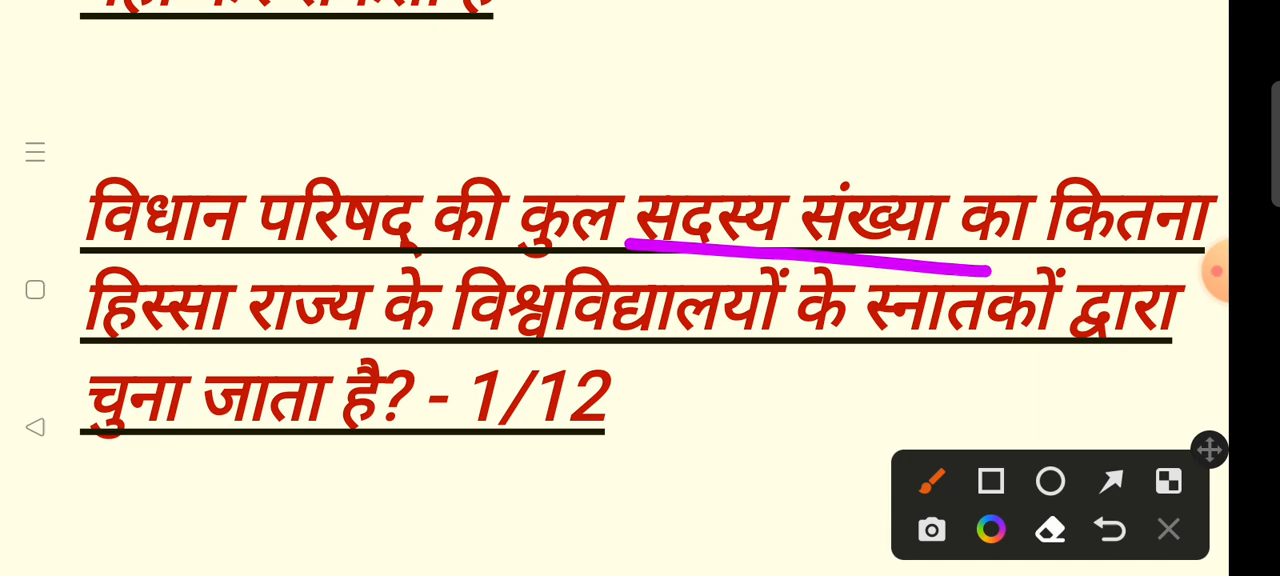 विधान परिषद् की कुल सदस्य संख्या का कितना
हिस्सा राज्य के विश्वविद्यालयों के स्नातकों द्वारा
चुना जाता है? - 1/12